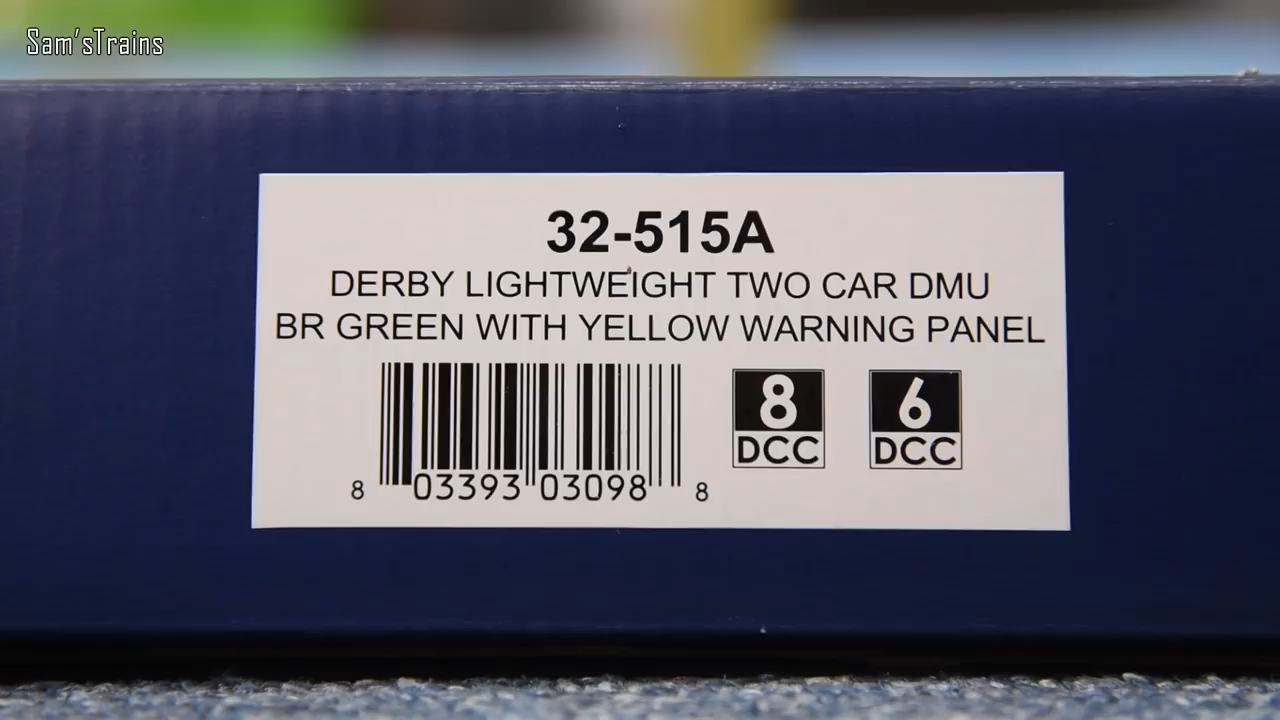 Sam'sTrains
32-515A
DERBY LIGHTWEIGHT TWO CAR DMU
BR GREEN WITH YELLOW WARNING PANEL
8 DCC
6 DCC
8 03393 03098 8